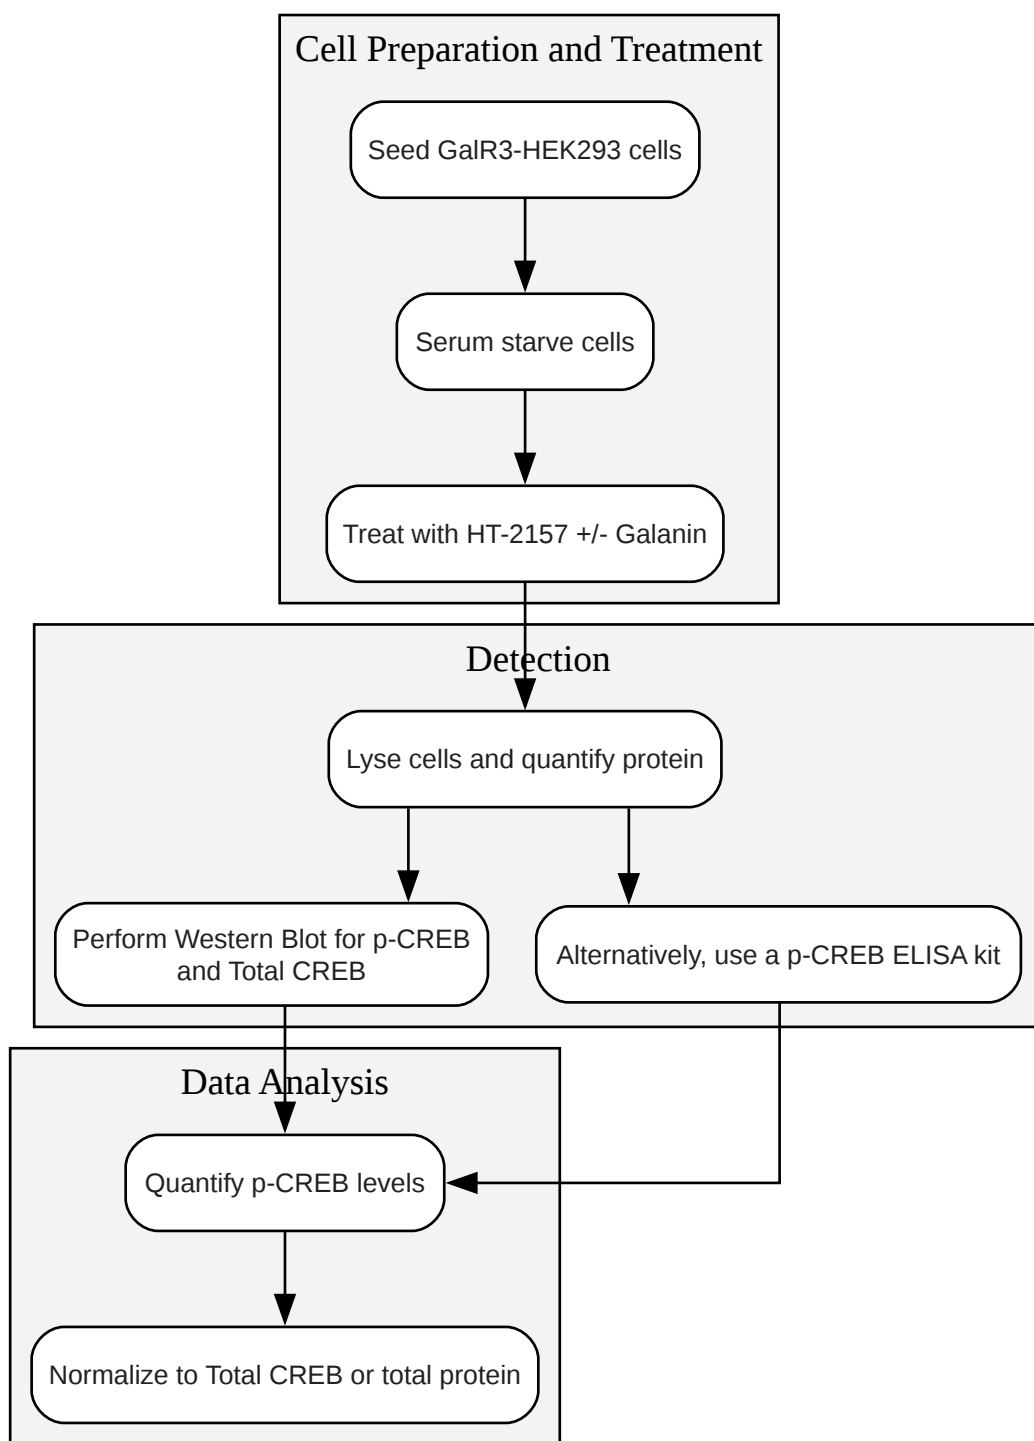 Cell Preparation and Treatment
Seed GalR3-HEK293 cells
Serum starve cells
Treat with HT-2157 +/- Galanin
Detection
Lyse cells and quantify protein
Perform Western Blot for p-CREB
and Total CREB
Alternatively, use a p-CREB ELISA kit
Data Analysis
Quantify p-CREB levels
Normalize to Total CREB or total protein